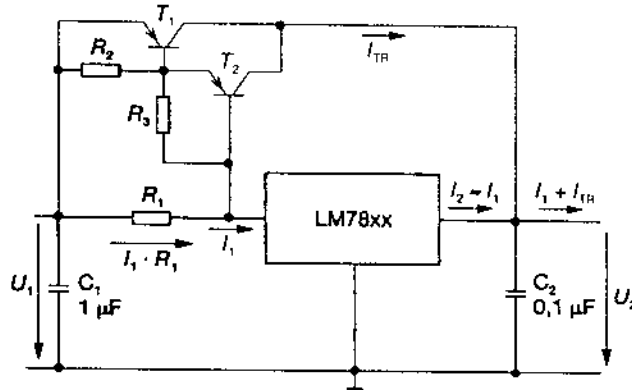 T₁
I_TR
R₂
T₂
R₃
R₁
LM78xx
I₂ ≈ I₁
I₁ + I_TR
I₁ · R₁
I₁
U₁
C₁
1 µF
C₂
0,1 µF
U₂